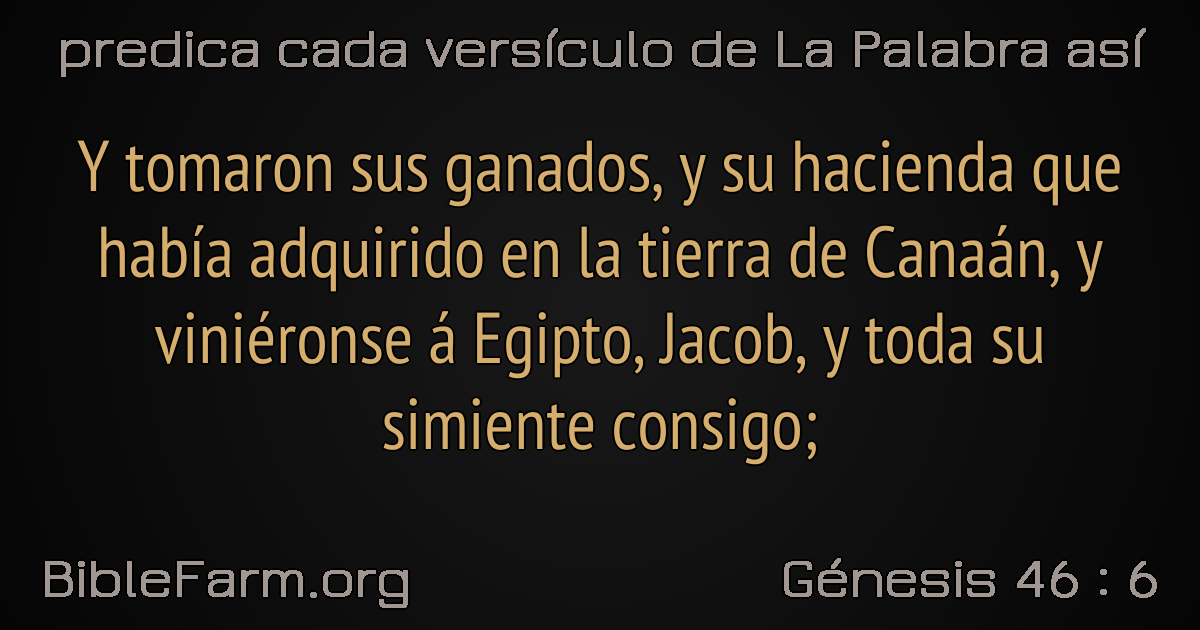 predica cada versículo de La Palabra así
Y tomaron sus ganados, y su hacienda que
había adquirido en la tierra de Canaán, y
viniéronse á Egipto, Jacob, y toda su
simiente consigo;
BibleFarm.org
Génesis 46 : 6